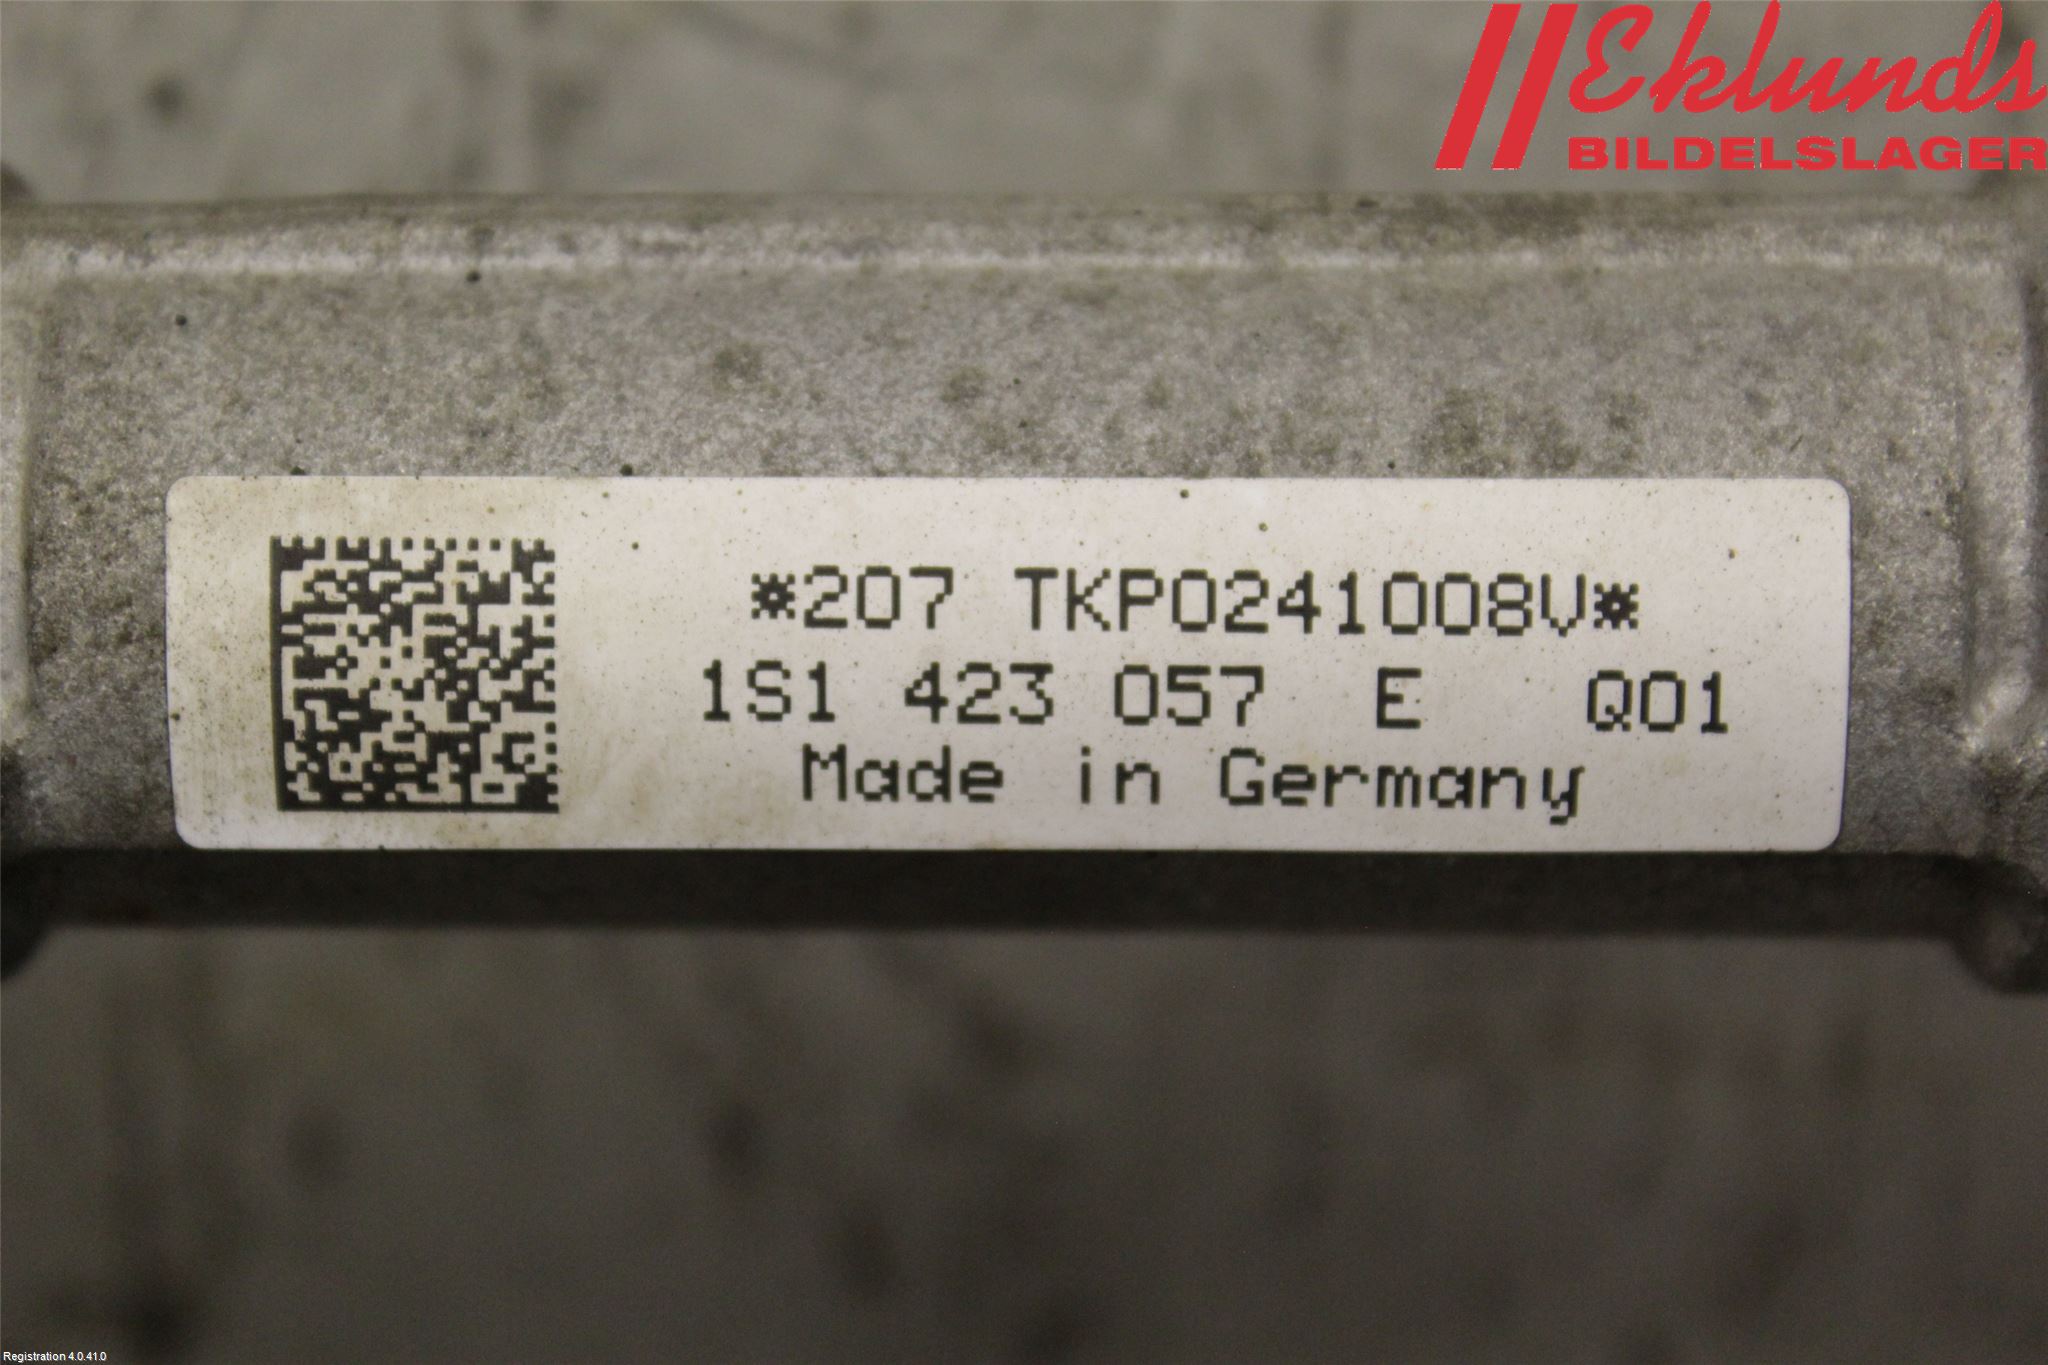 Eklunds
BILDELSLAGER
*207 TKP0241008V*
1S1 423 057 E Q01
Made in Germany
Registration 4.0.41.0